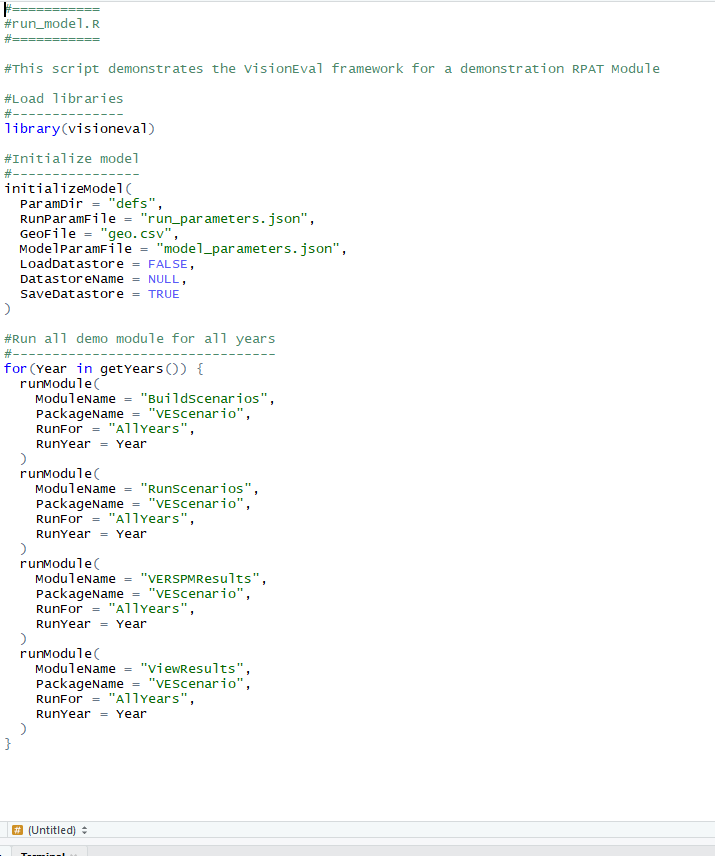 #===========
#run_model.R
#===========
#This script demonstrates the VisionEval framework for a demonstration RPAT Module
#Load libraries
#--------------
library(visioneval)
#Initialize model
#----------------
initializeModel(
  ParamDir = "defs",
  RunParamFile = "run_parameters.json",
  GeoFile = "geo.csv",
  ModelParamFile = "model_parameters.json",
  LoadDatastore = FALSE,
  DatastoreName = NULL,
  SaveDatastore = TRUE
)
#Run all demo module for all years
#---------------------------------
for(Year in getYears()) {
  runModule(
    ModuleName = "BuildScenarios",
    PackageName = "VEScenario",
    RunFor = "AllYears",
    RunYear = Year
  )
  runModule(
    ModuleName = "RunScenarios",
    PackageName = "VEScenario",
    RunFor = "AllYears",
    RunYear = Year
  )
  runModule(
    ModuleName = "VERSPMResults",
    PackageName = "VEScenario",
    RunFor = "AllYears",
    RunYear = Year
  )
  runModule(
    ModuleName = "ViewResults",
    PackageName = "VEScenario",
    RunFor = "AllYears",
    RunYear = Year
  )
}
# (Untitled)
Terminal